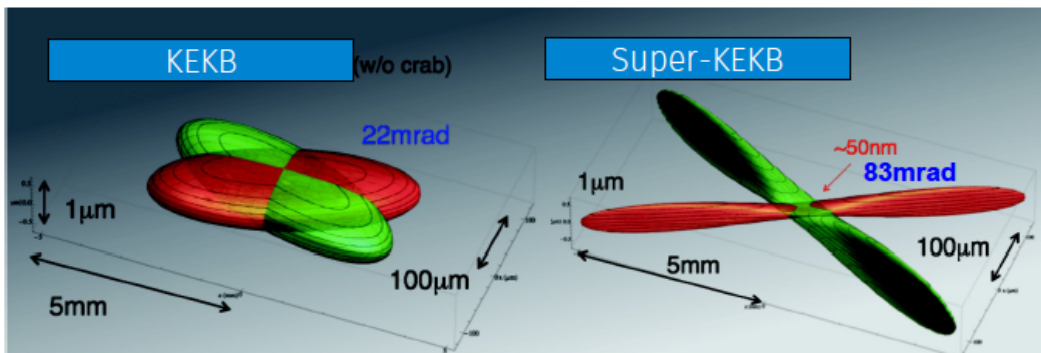 KEKB
(w/o crab)
22mrad
1μm
5mm
100μm
Super-KEKB
~50nm
83mrad
1μm
5mm
100μm